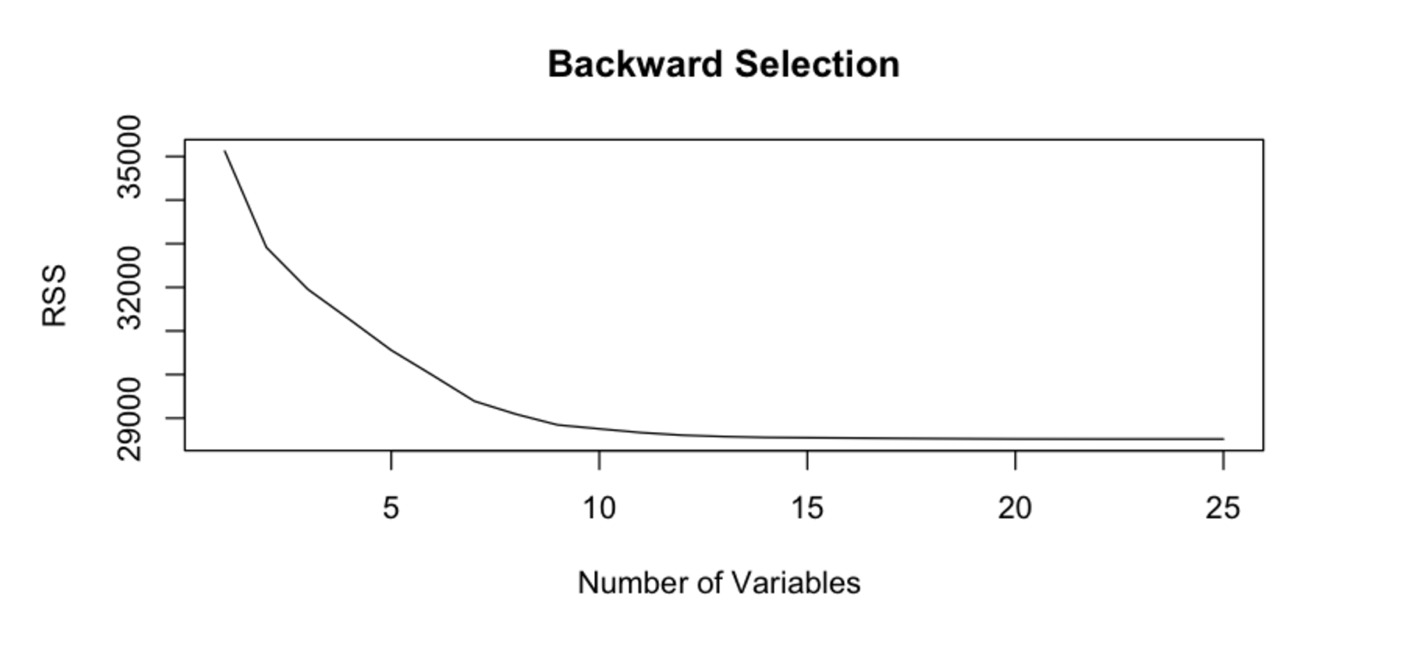 Backward Selection
35000
32000
29000
RSS
5 10 15 20 25
Number of Variables